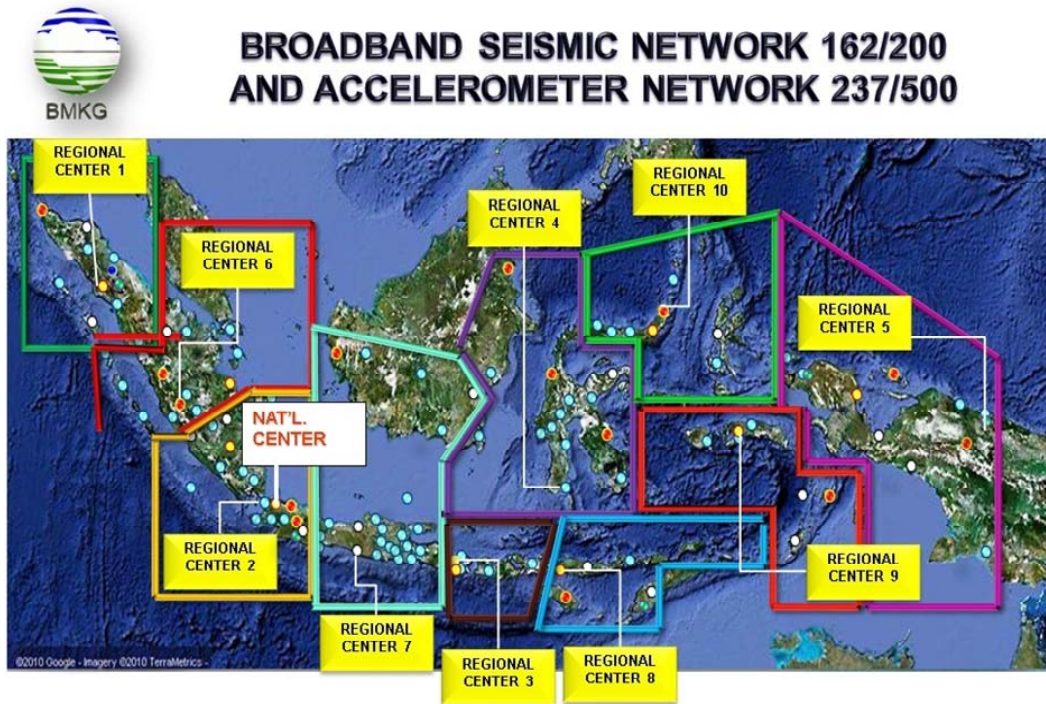 BMKG
BROADBAND SEISMIC NETWORK 162/200
AND ACCELEROMETER NETWORK 237/500
REGIONAL
CENTER 1
REGIONAL
CENTER 6
REGIONAL
CENTER 4
REGIONAL
CENTER 10
REGIONAL
CENTER 5
NAT'L.
CENTER
REGIONAL
CENTER 2
REGIONAL
CENTER 7
REGIONAL
CENTER 3
REGIONAL
CENTER 8
REGIONAL
CENTER 9
©2010 Google - Imagery ©2010 TerraMetrics -